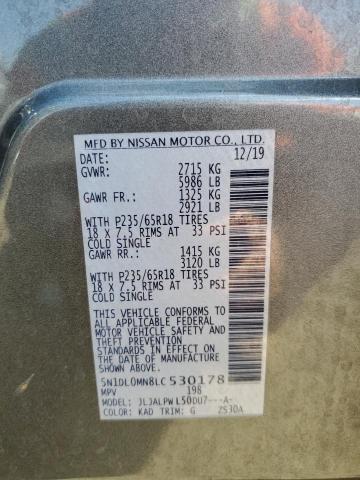 MFD BY NISSAN MOTOR CO., LTD.
DATE: 12/19
GVWR: 2715 KG
5986 LB
GAWR FR.: 1325 KG
2921 LB
WITH P235/65R18 TIRES
18 X 7.5 RIMS AT 33 PSI
COLD SINGLE
GAWR RR.: 1415 KG
3120 LB
WITH P235/65R18 TIRES
18 X 7.5 RIMS AT 33 PSI
COLD SINGLE
THIS VEHICLE CONFORMS TO ALL
APPLICABLE FEDERAL
MOTOR VEHICLE SAFETY AND
THEFT PREVENTION
STANDARDS IN EFFECT ON
THE DATE OF MANUFACTURE
SHOWN ABOVE.
5N1DL0MN8LC530178
MPV 198
MODEL: JLJALPWL50DU7---A-
COLOR: KAD TRIM: G ZS30A